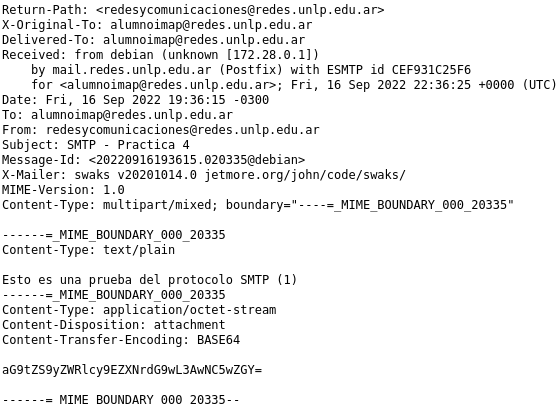 Return-Path: <redesycomunicaciones@redes.unlp.edu.ar>
X-Original-To: alumnoimap@redes.unlp.edu.ar
Delivered-To: alumnoimap@redes.unlp.edu.ar
Received: from debian (unknown [172.28.0.1])
    by mail.redes.unlp.edu.ar (Postfix) with ESMTP id CEF931C25F6
    for <alumnoimap@redes.unlp.edu.ar>; Fri, 16 Sep 2022 22:36:25 +0000 (UTC)
Date: Fri, 16 Sep 2022 19:36:15 -0300
To: alumnoimap@redes.unlp.edu.ar
From: redesycomunicaciones@redes.unlp.edu.ar
Subject: SMTP - Practica 4
Message-Id: <20220916193615.020335@debian>
X-Mailer: swaks v20201014.0 jetmore.org/john/code/swaks/
MIME-Version: 1.0
Content-Type: multipart/mixed; boundary="----=_MIME_BOUNDARY_000_20335"

------=_MIME_BOUNDARY_000_20335
Content-Type: text/plain

Esto es una prueba del protocolo SMTP (1)
------=_MIME_BOUNDARY_000_20335
Content-Type: application/octet-stream
Content-Disposition: attachment
Content-Transfer-Encoding: BASE64

aG9tZS9yZWRlcy9EZXNrdG9wL3AwNC5wZGY=

------=_MIME_BOUNDARY_000_20335--